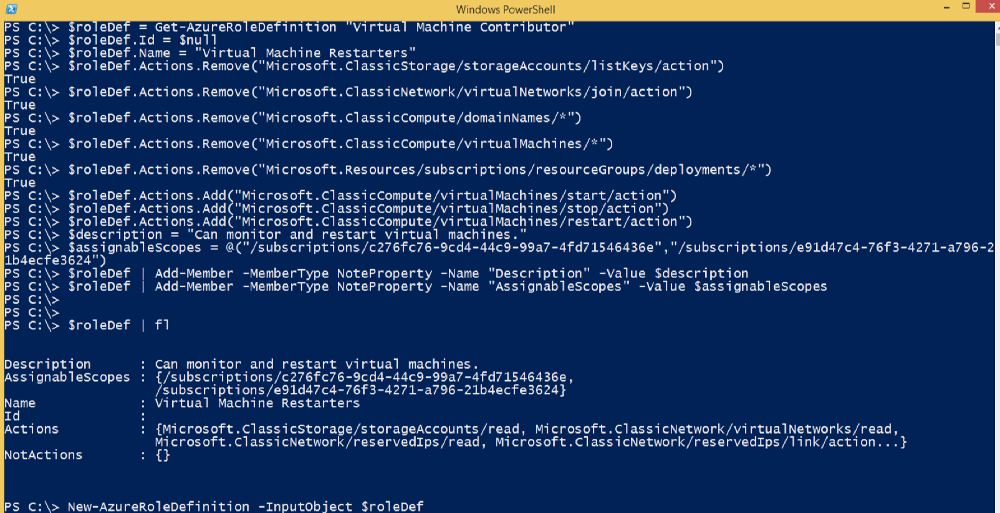 Windows PowerShell
PS C:\> $roleDef = Get-AzureRoleDefinition "Virtual Machine Contributor"
PS C:\> $roleDef.Id = $null
PS C:\> $roleDef.Name = "Virtual Machine Restarters"
PS C:\> $roleDef.Actions.Remove("Microsoft.ClassicStorage/storageAccounts/listKeys/action")
True
PS C:\> $roleDef.Actions.Remove("Microsoft.ClassicNetwork/virtualNetworks/join/action")
True
PS C:\> $roleDef.Actions.Remove("Microsoft.ClassicCompute/domainNames/*")
True
PS C:\> $roleDef.Actions.Remove("Microsoft.ClassicCompute/virtualMachines/*")
True
PS C:\> $roleDef.Actions.Remove("Microsoft.Resources/subscriptions/resourceGroups/deployments/*")
True
PS C:\> $roleDef.Actions.Add("Microsoft.ClassicCompute/virtualMachines/start/action")
PS C:\> $roleDef.Actions.Add("Microsoft.ClassicCompute/virtualMachines/stop/action")
PS C:\> $roleDef.Actions.Add("Microsoft.ClassicCompute/virtualMachines/restart/action")
PS C:\> $description = "Can monitor and restart virtual machines."
PS C:\> $assignableScopes = @("/subscriptions/c276fc76-9cd4-44c9-99a7-4fd71546436e","/subscriptions/e91d47c4-76f3-4271-a796-2
1b4ecfe3624")
PS C:\> $roleDef | Add-Member -MemberType NoteProperty -Name "Description" -Value $description
PS C:\> $roleDef | Add-Member -MemberType NoteProperty -Name "AssignableScopes" -Value $assignableScopes
PS C:\>
PS C:\>
PS C:\> $roleDef | fl
Description : Can monitor and restart virtual machines.
AssignableScopes : {/subscriptions/c276fc76-9cd4-44c9-99a7-4fd71546436e,
/subscriptions/e91d47c4-76f3-4271-a796-21b4ecfe3624}
Name : Virtual Machine Restarters
Id :
Actions : {Microsoft.ClassicStorage/storageAccounts/read, Microsoft.ClassicNetwork/virtualNetworks/read,
Microsoft.ClassicNetwork/reservedIps/read, Microsoft.ClassicNetwork/reservedIps/link/action...}
NotActions : {}
PS C:\> New-AzureRoleDefinition -InputObject $roleDef